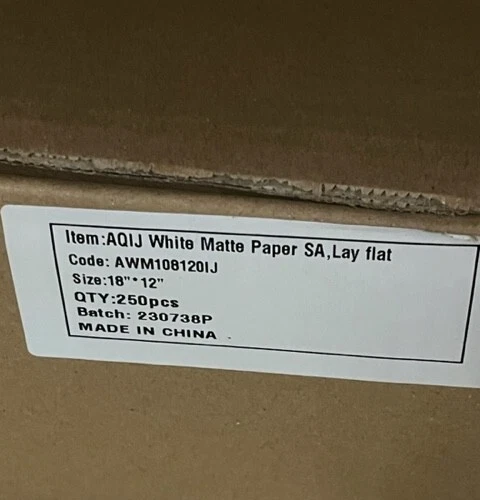 Item:AQIJ White Matte Paper SA,Lay flat
Code: AWM108120IJ
Size:18"*12"
QTY:250pcs
Batch: 230738P
MADE IN CHINA